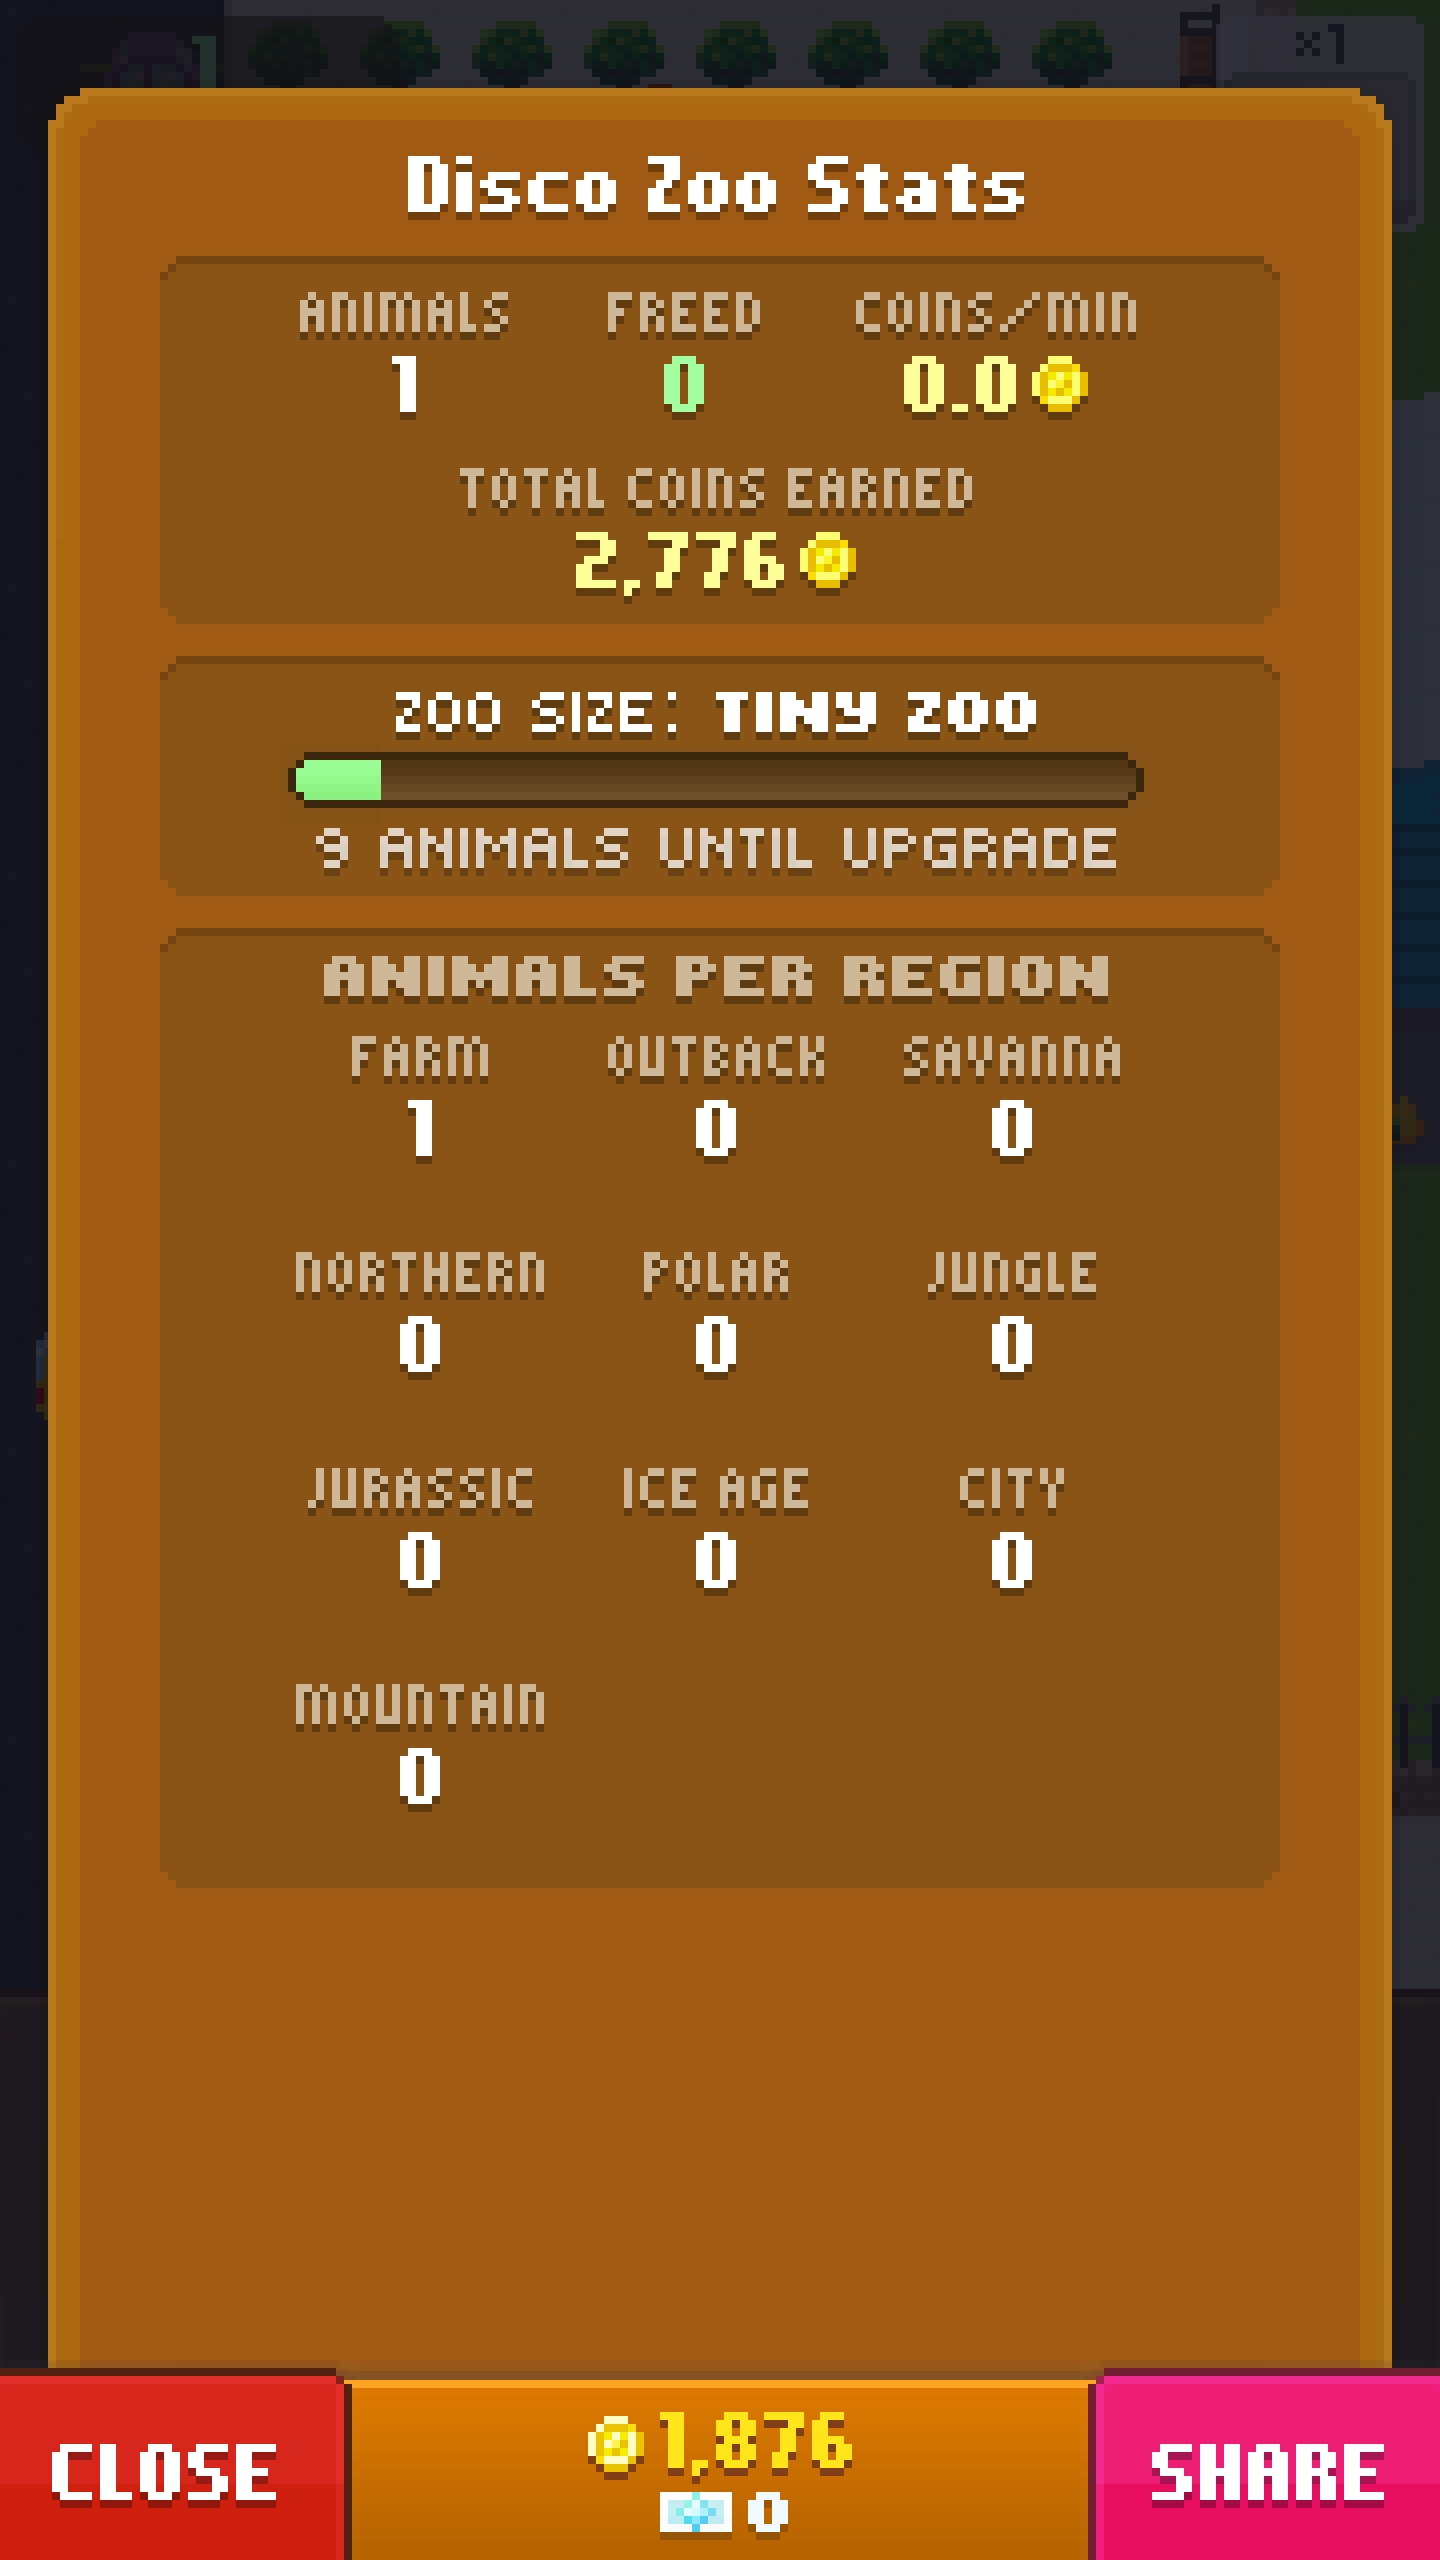 ×1
Disco Zoo Stats
ANIMALS FREED COINS/MIN
1 0 0.0
TOTAL COINS EARNED
2,776
ZOO SIZE: TINY ZOO
9 ANIMALS UNTIL UPGRADE
ANIMALS PER REGION
FARM OUTBACK SAVANNA
1 0 0
NORTHERN POLAR JUNGLE
0 0 0
JURASSIC ICE AGE CITY
0 0 0
MOUNTAIN
0
CLOSE 1,876 SHARE
0